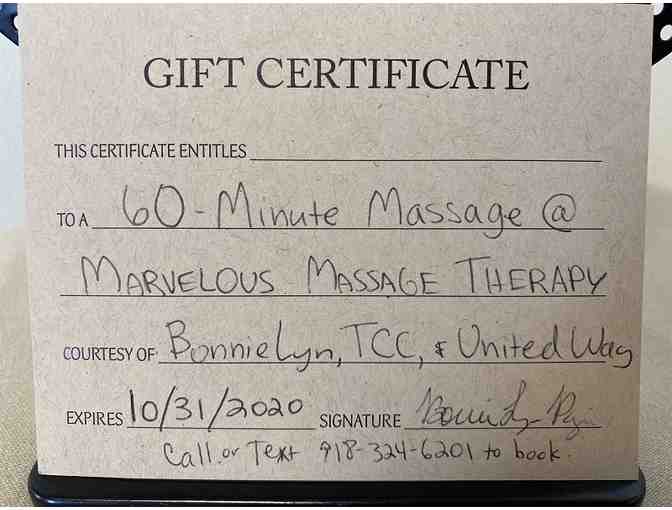 GIFT CERTIFICATE
THIS CERTIFICATE ENTITLES
TO A 60-Minute Massage @
MARVELOUS MASSAGE THERAPY
COURTESY OF BonnieLyn, TCC, & United Way
EXPIRES 10/31/2020 SIGNATURE
Call or Text 918-324-6201 to book.